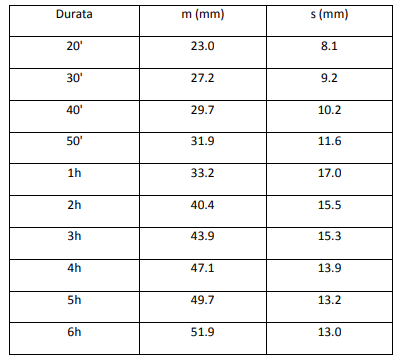 Durata m (mm) s (mm)
20' 23.0 8.1
30' 27.2 9.2
40' 29.7 10.2
50' 31.9 11.6
1h 33.2 17.0
2h 40.4 15.5
3h 43.9 15.3
4h 47.1 13.9
5h 49.7 13.2
6h 51.9 13.0